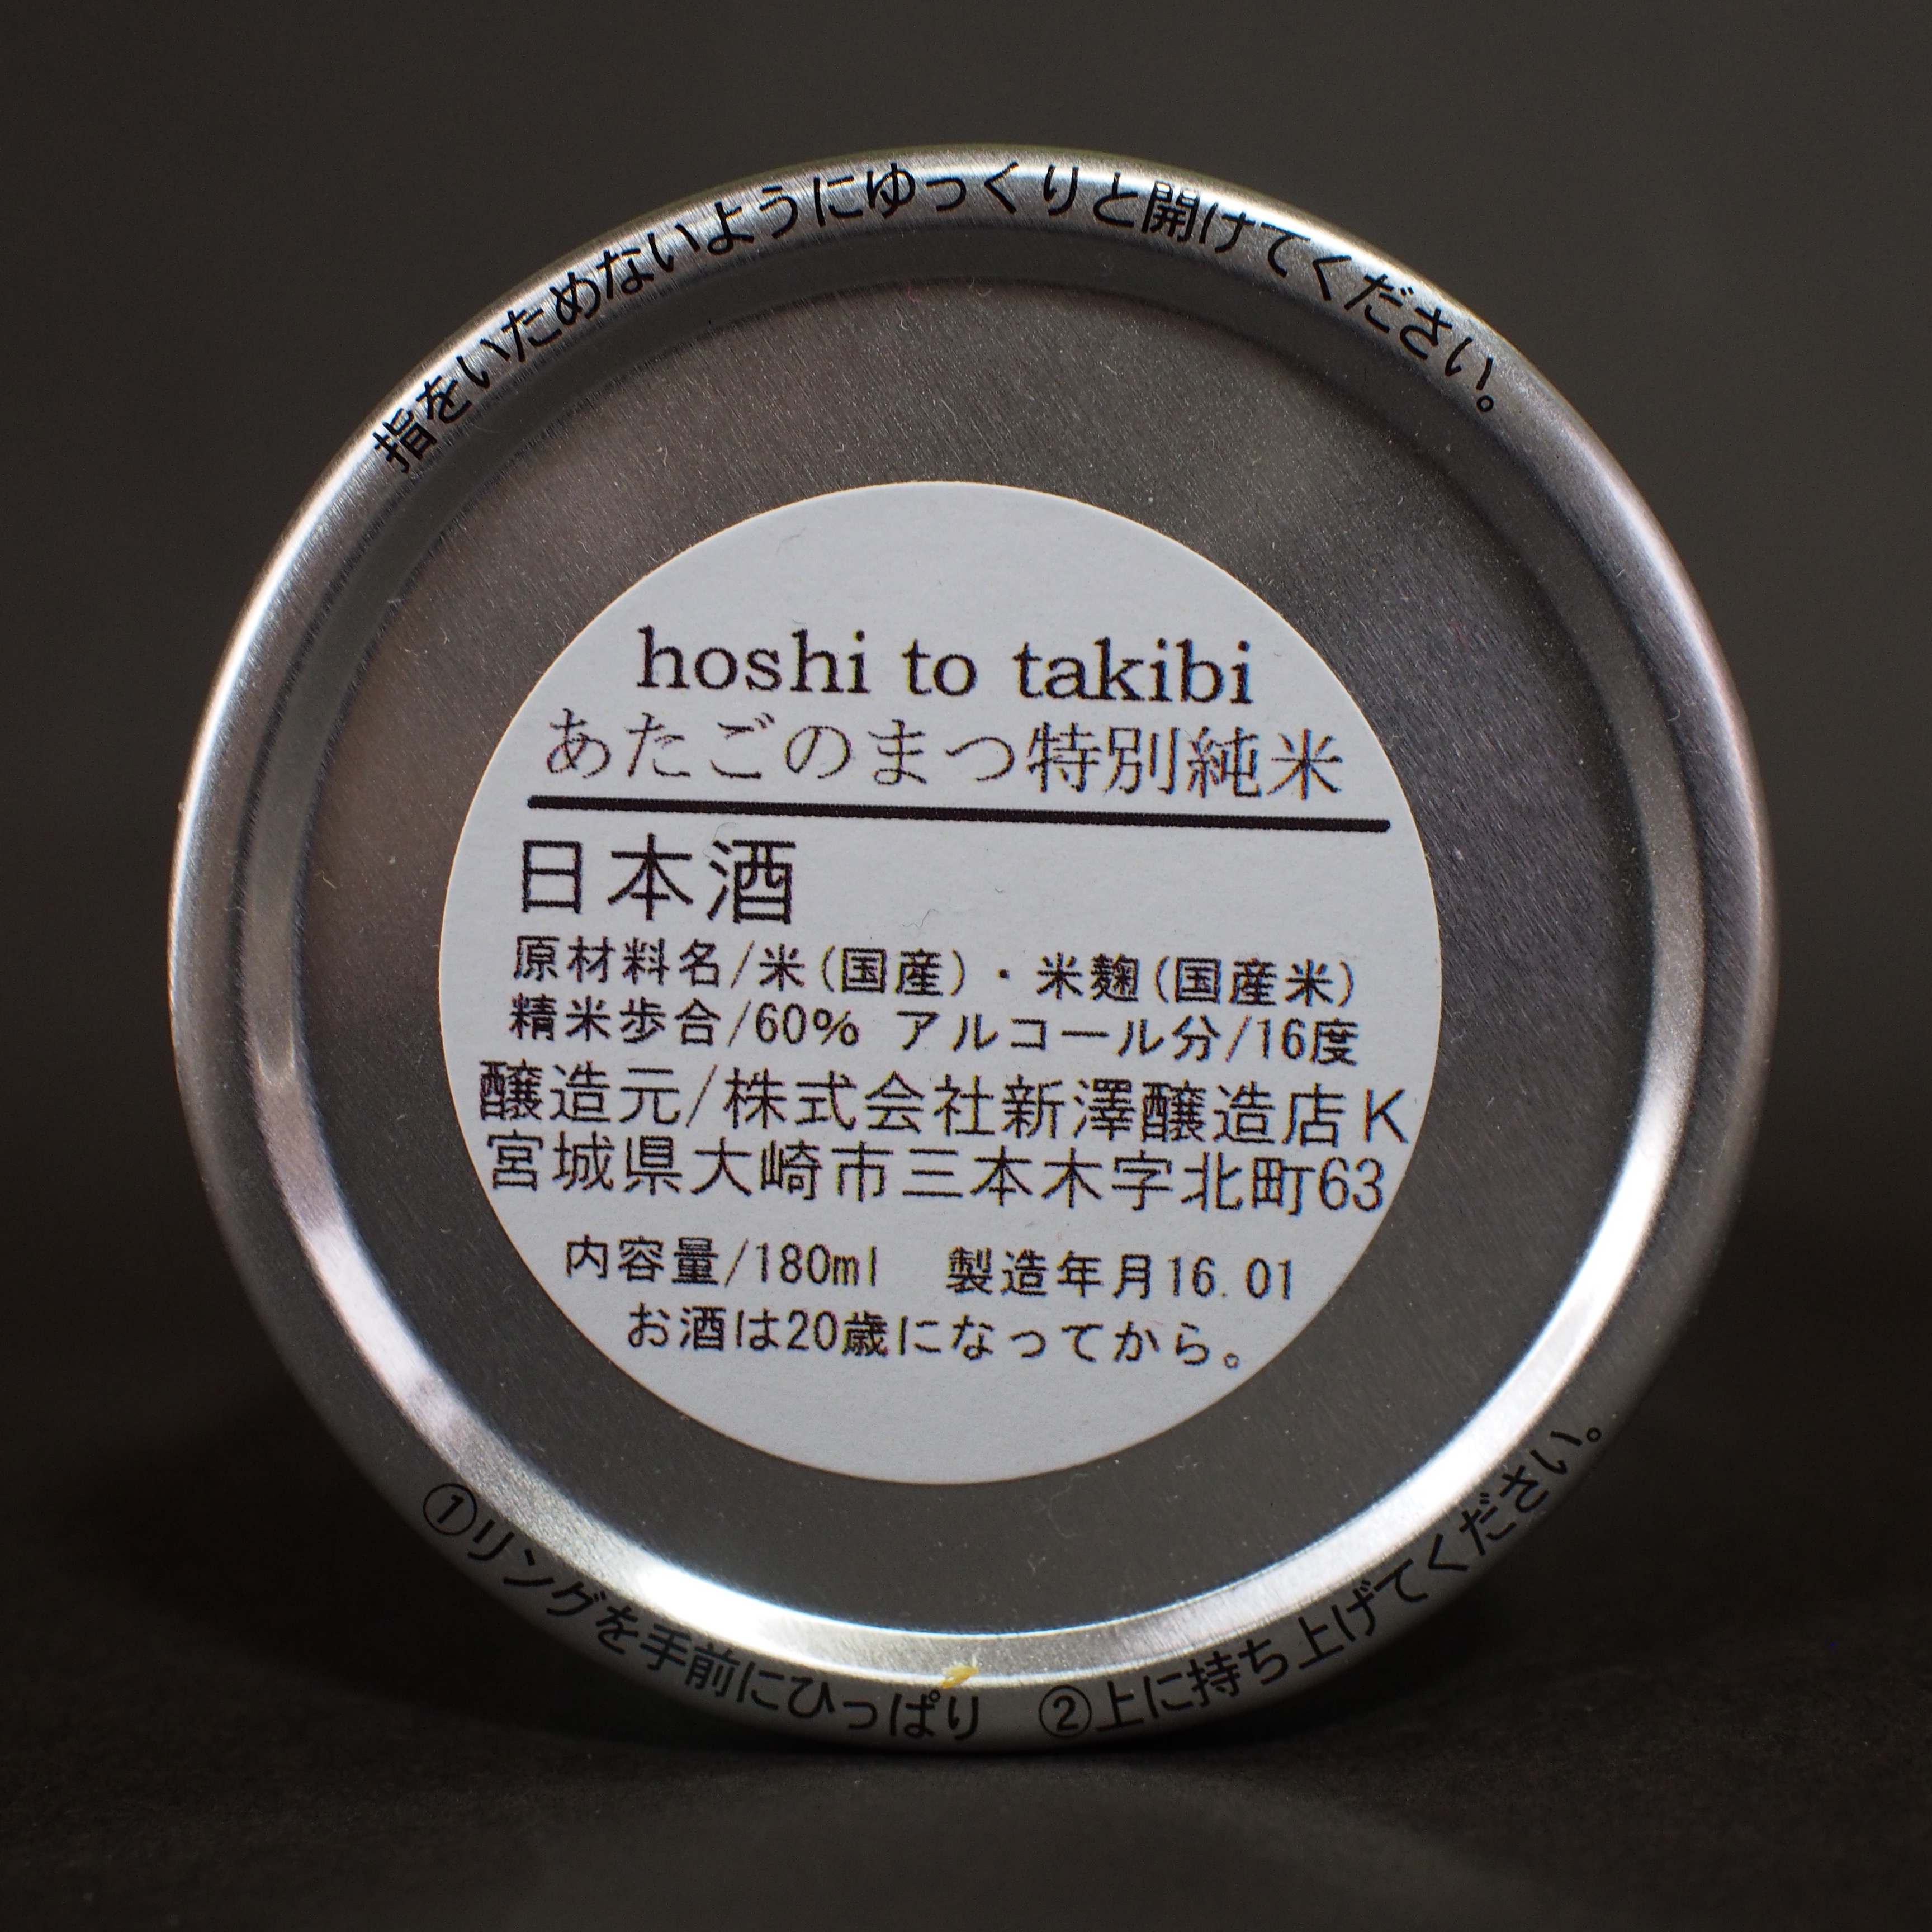 指をいためないようにゆっくりと開けてください。
hoshi to takibi
あたごのまつ特別純米
日本酒
原材料名/米(国産)・米麹(国産米)
精米歩合/60% アルコール分/16度
醸造元/株式会社新澤醸造店K
宮城県大崎市三本木字北町63
内容量/180ml 製造年月16.01
お酒は20歳になってから。
①リングを手前にひっぱり ②上に持ち上げてください。